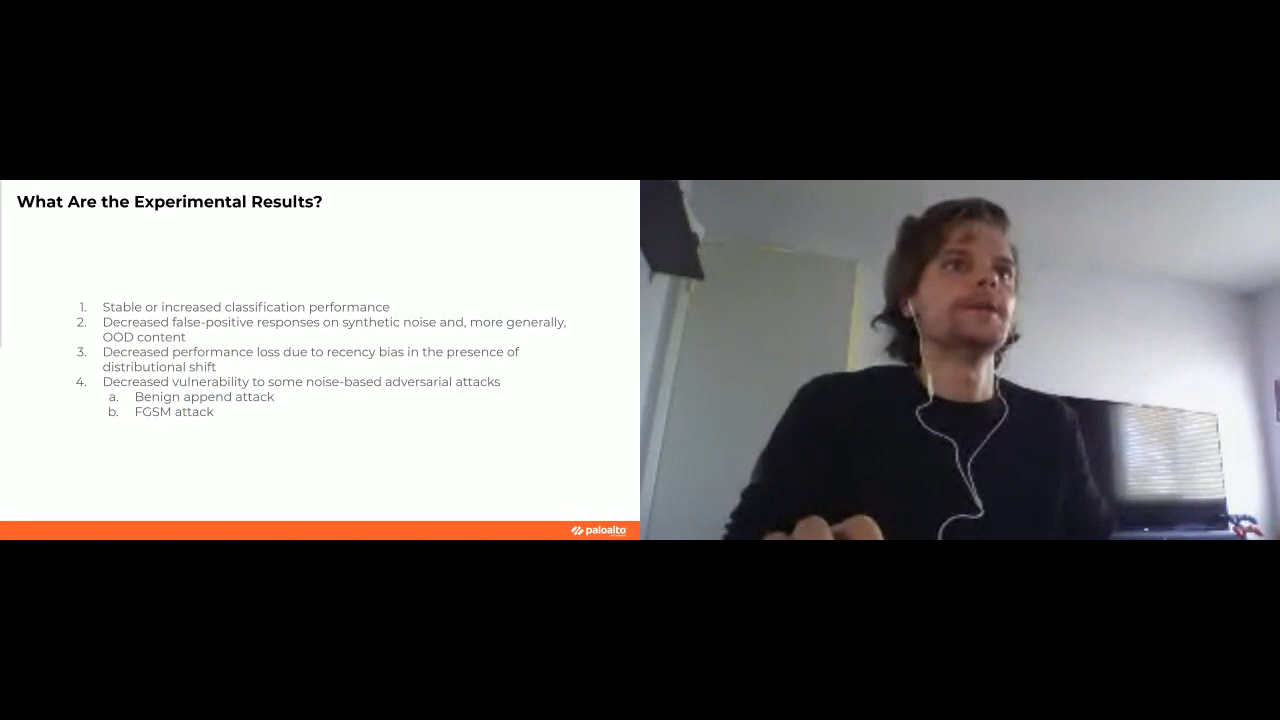 What Are the Experimental Results?
1. Stable or increased classification performance
2. Decreased false-positive responses on synthetic noise and, more generally,
OOD content
3. Decreased performance loss due to recency bias in the presence of
distributional shift
4. Decreased vulnerability to some noise-based adversarial attacks
a. Benign append attack
b. FGSM attack
paloalto